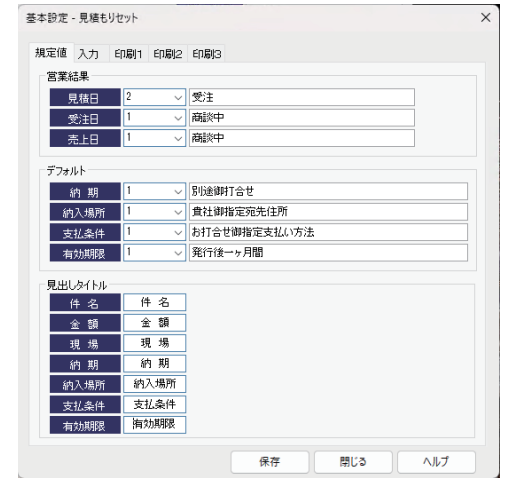 基本設定 - 見積もりセット
規定値 入力 印刷1 印刷2 印刷3
営業結果
見積日 2 受注
受注日 1 商談中
売上日 1 商談中
デフォルト
納 期 1 別途御打合せ
納入場所 1 貴社御指定宛先住所
支払条件 1 お打合せ御指定支払い方法
有効期限 1 発行後一ヶ月間
見出しタイトル
件 名 件 名
金 額 金 額
現 場 現 場
納 期 納 期
納入場所 納入場所
支払条件 支払条件
有効期限 有効期限
保存 閉じる ヘルプ